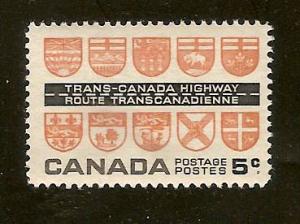 TRANS-CANADA HIGHWAY
ROUTE TRANSCANADIENNE
CANADA POSTAGE POSTES 5c